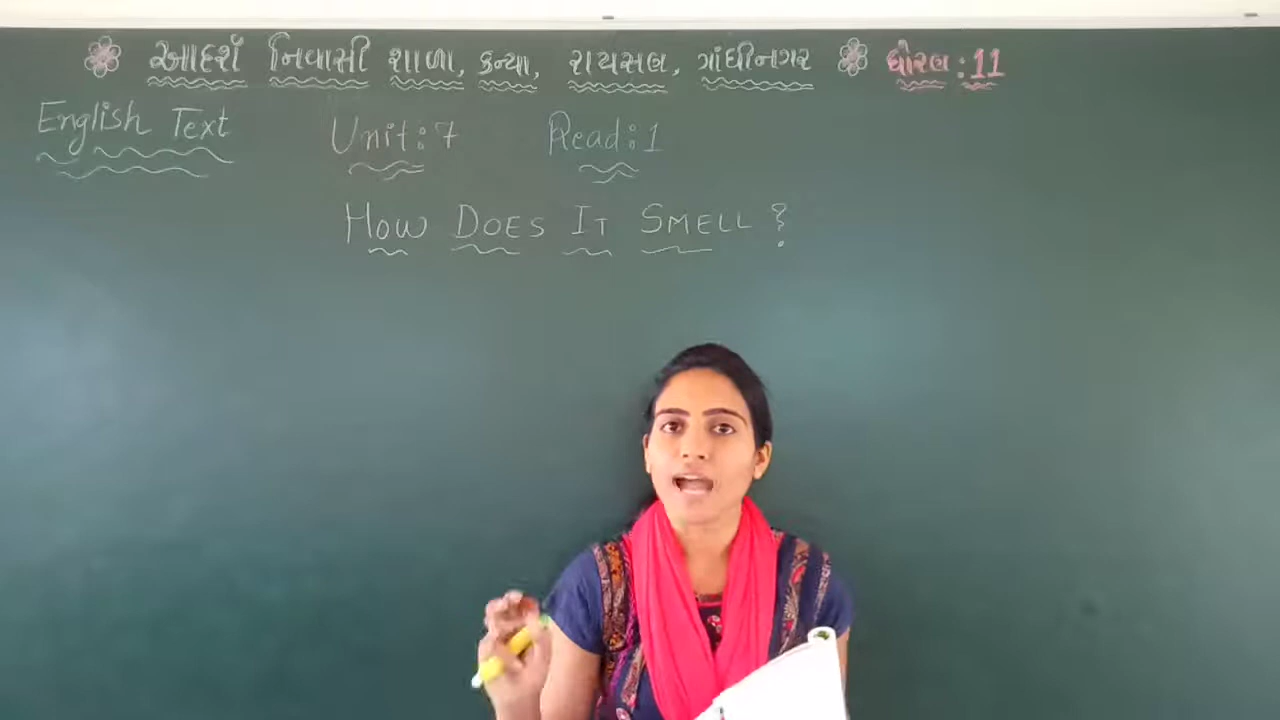 આદર્શ નિવાસી શાળા, કન્યા, રાયસણ, ગાંધીનગર ધોરણ : 11
English Text Unit : 7 Read : 1
HOW DOES IT SMELL ?